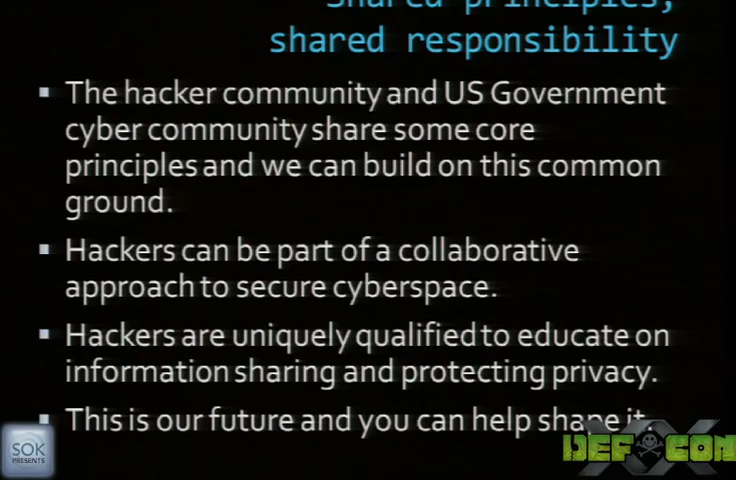 Shared principles,
shared responsibility
The hacker community and US Government
cyber community share some core
principles and we can build on this common
ground.
Hackers can be part of a collaborative
approach to secure cyberspace.
Hackers are uniquely qualified to educate on
information sharing and protecting privacy.
This is our future and you can help shape it.
SOK
PRESENTS
DEF CON
XX